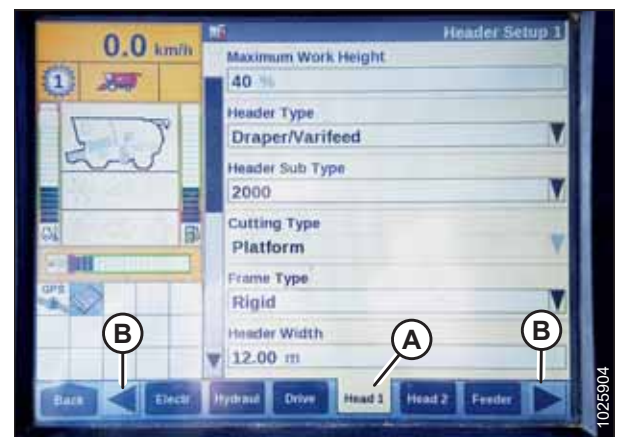 0.0 km/h
Header Setup 1
Maximum Work Height
40 %
1
Header Type
Draper/Varifeed
Header Sub Type
2000
Cutting Type
Platform
Frame Type
Rigid
GPS
Header Width
12.00 m
B
A
B
Back
Electr
Hydraul
Drive
Head 1
Head 2
Feeder
1025904